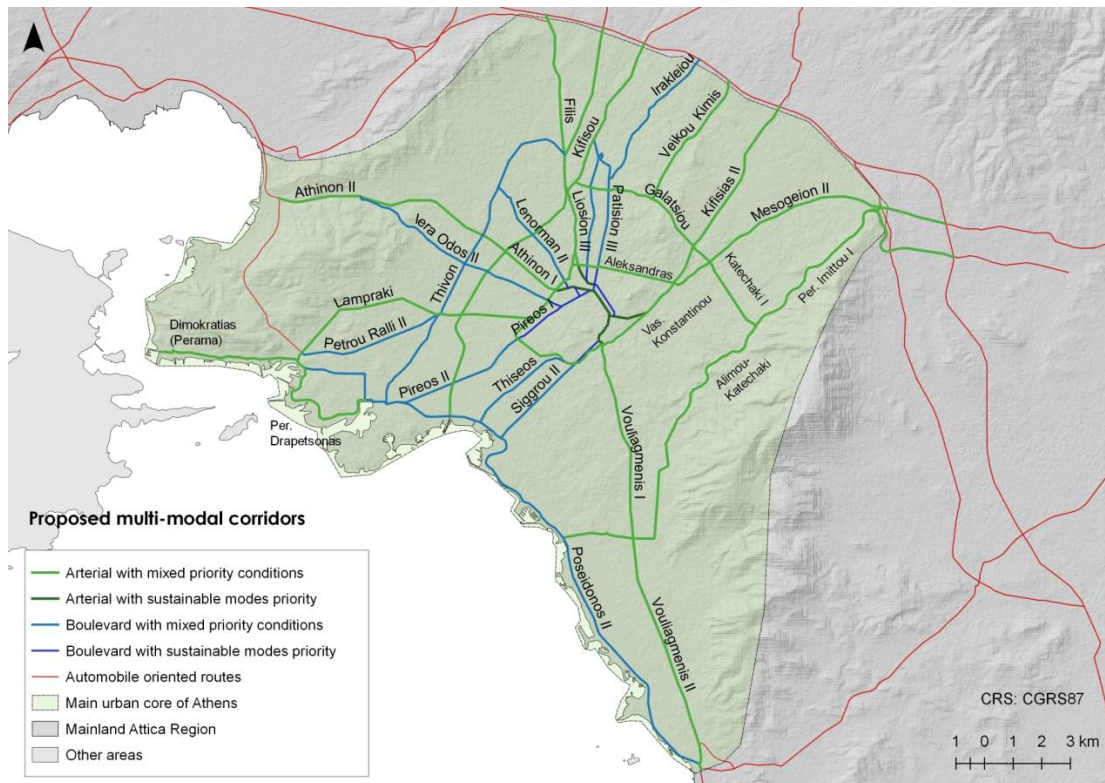 Filis
Kifisou
Irakleiou
Veikou Kimis
Kifisias II
Mesogeion II
Galatsiou
Athinon II
Iera Odos II
Lenorman II
Liosion III
Patision III
Thivon
Athinon I
Aleksandras
Katechaki I
Per. Imittou I
Lampraki
Pireos I
Vas.
Konstantinou
Dimokratias
(Perama)
Petrou Ralli II
Pireos II
Thiseos
Siggrou II
Alimou-
Katechaki
Per.
Drapetsonas
Vouliagmenis I
Poseidonos II
Vouliagmenis II
Proposed multi-modal corridors
Arterial with mixed priority conditions
Arterial with sustainable modes priority
Boulevard with mixed priority conditions
Boulevard with sustainable modes priority
Automobile oriented routes
Main urban core of Athens
Mainland Attica Region
Other areas
CRS: CGRS87
1 0 1 2 3 km